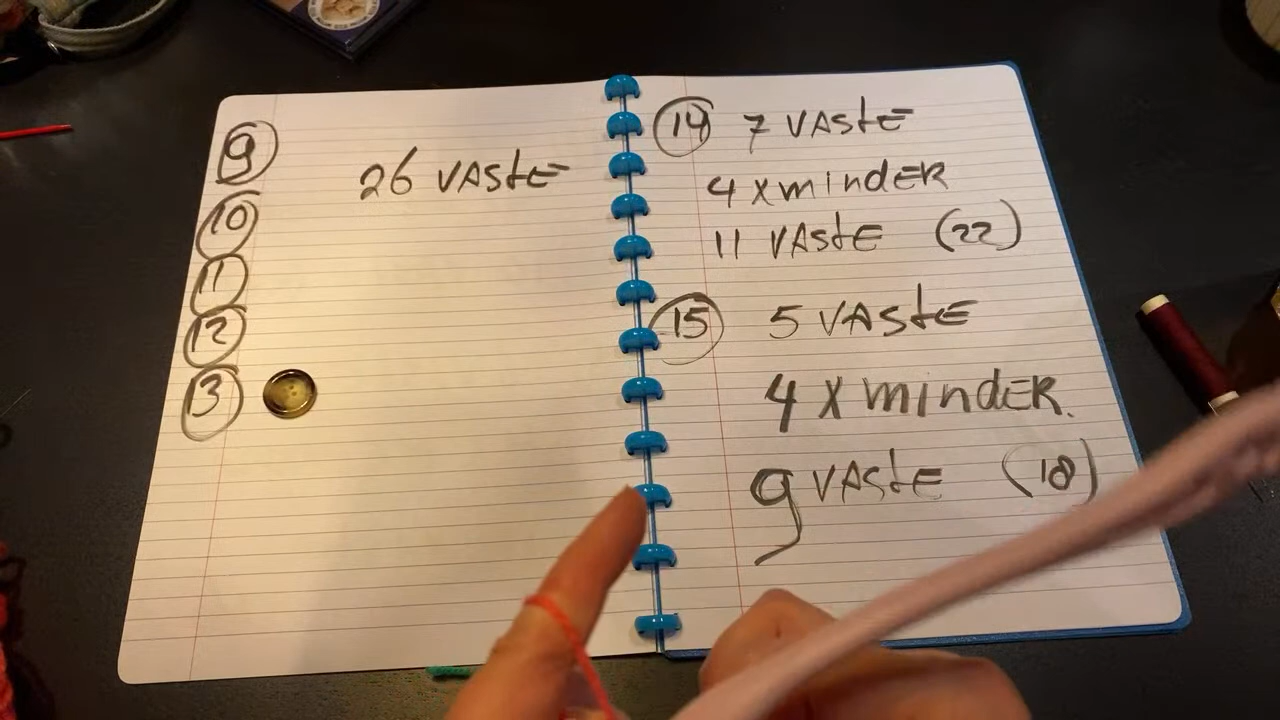 9
26 VASTE
10
11
12
3
14 7 VASTE
4 x minder
11 VASTE (22)
15 5 VASTE
4 x minder.
9 VASTE (18)